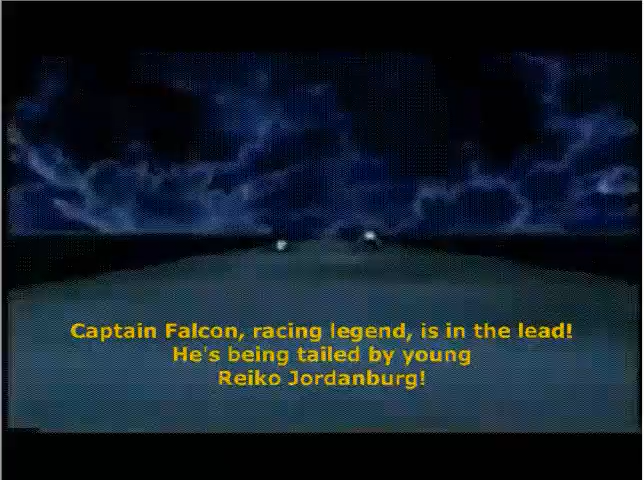 Captain Falcon, racing legend, is in the lead!
He's being tailed by young
Reiko Jordanburg!